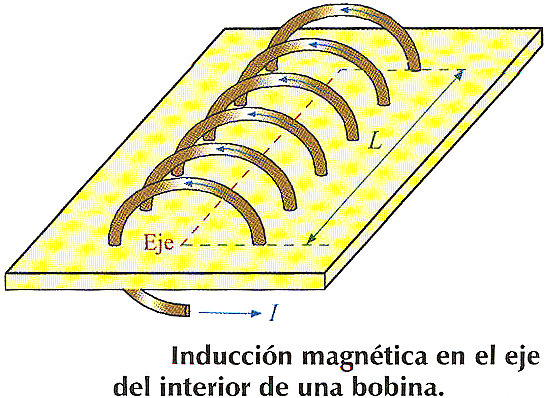 L
Eje
I
Inducción magnética en el eje
del interior de una bobina.